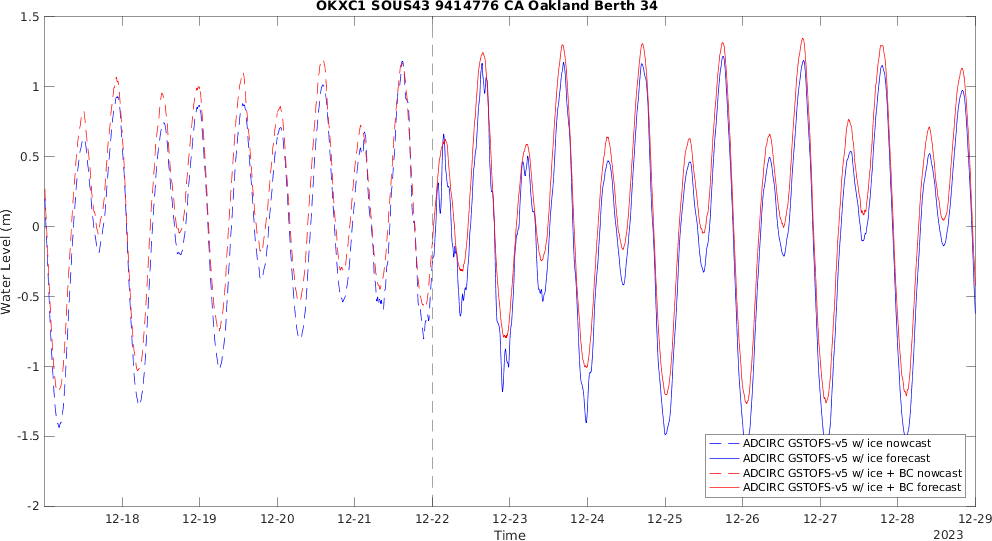 OKXC1 SOUS43 9414776 CA Oakland Berth 34
1.5
1
0.5
0
-0.5
-1
-1.5
-2
Water Level (m)
ADCIRC GSTOFS-v5 w/ ice nowcast
ADCIRC GSTOFS-v5 w/ ice forecast
ADCIRC GSTOFS-v5 w/ ice + BC nowcast
ADCIRC GSTOFS-v5 w/ ice + BC forecast
12-18 12-19 12-20 12-21 12-22 12-23 12-24 12-25 12-26 12-27 12-28 12-29
Time
2023